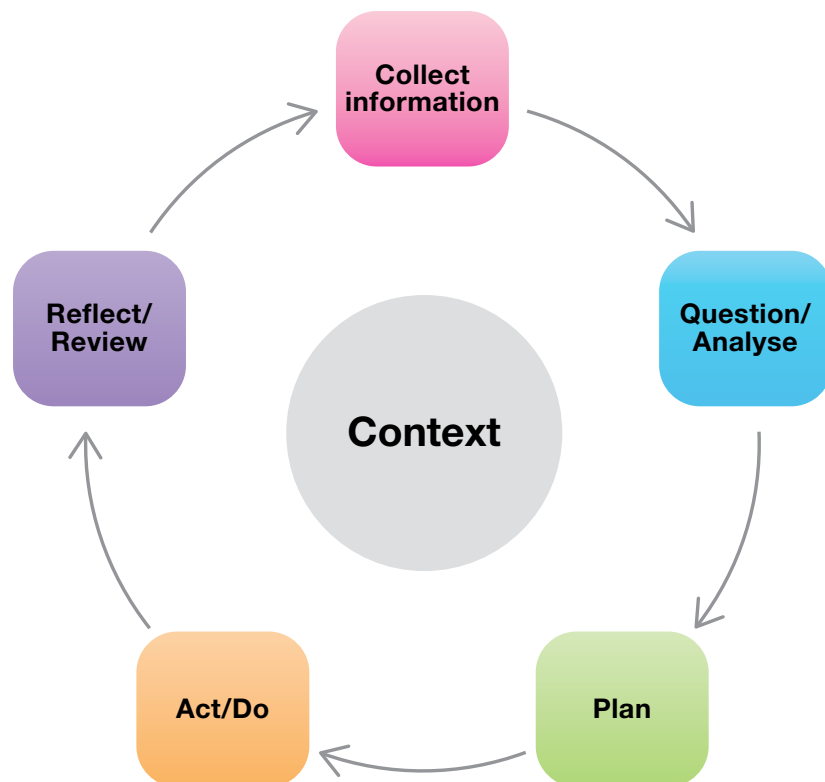 Collect
information
Question/
Analyse
Plan
Act/Do
Reflect/
Review
Context